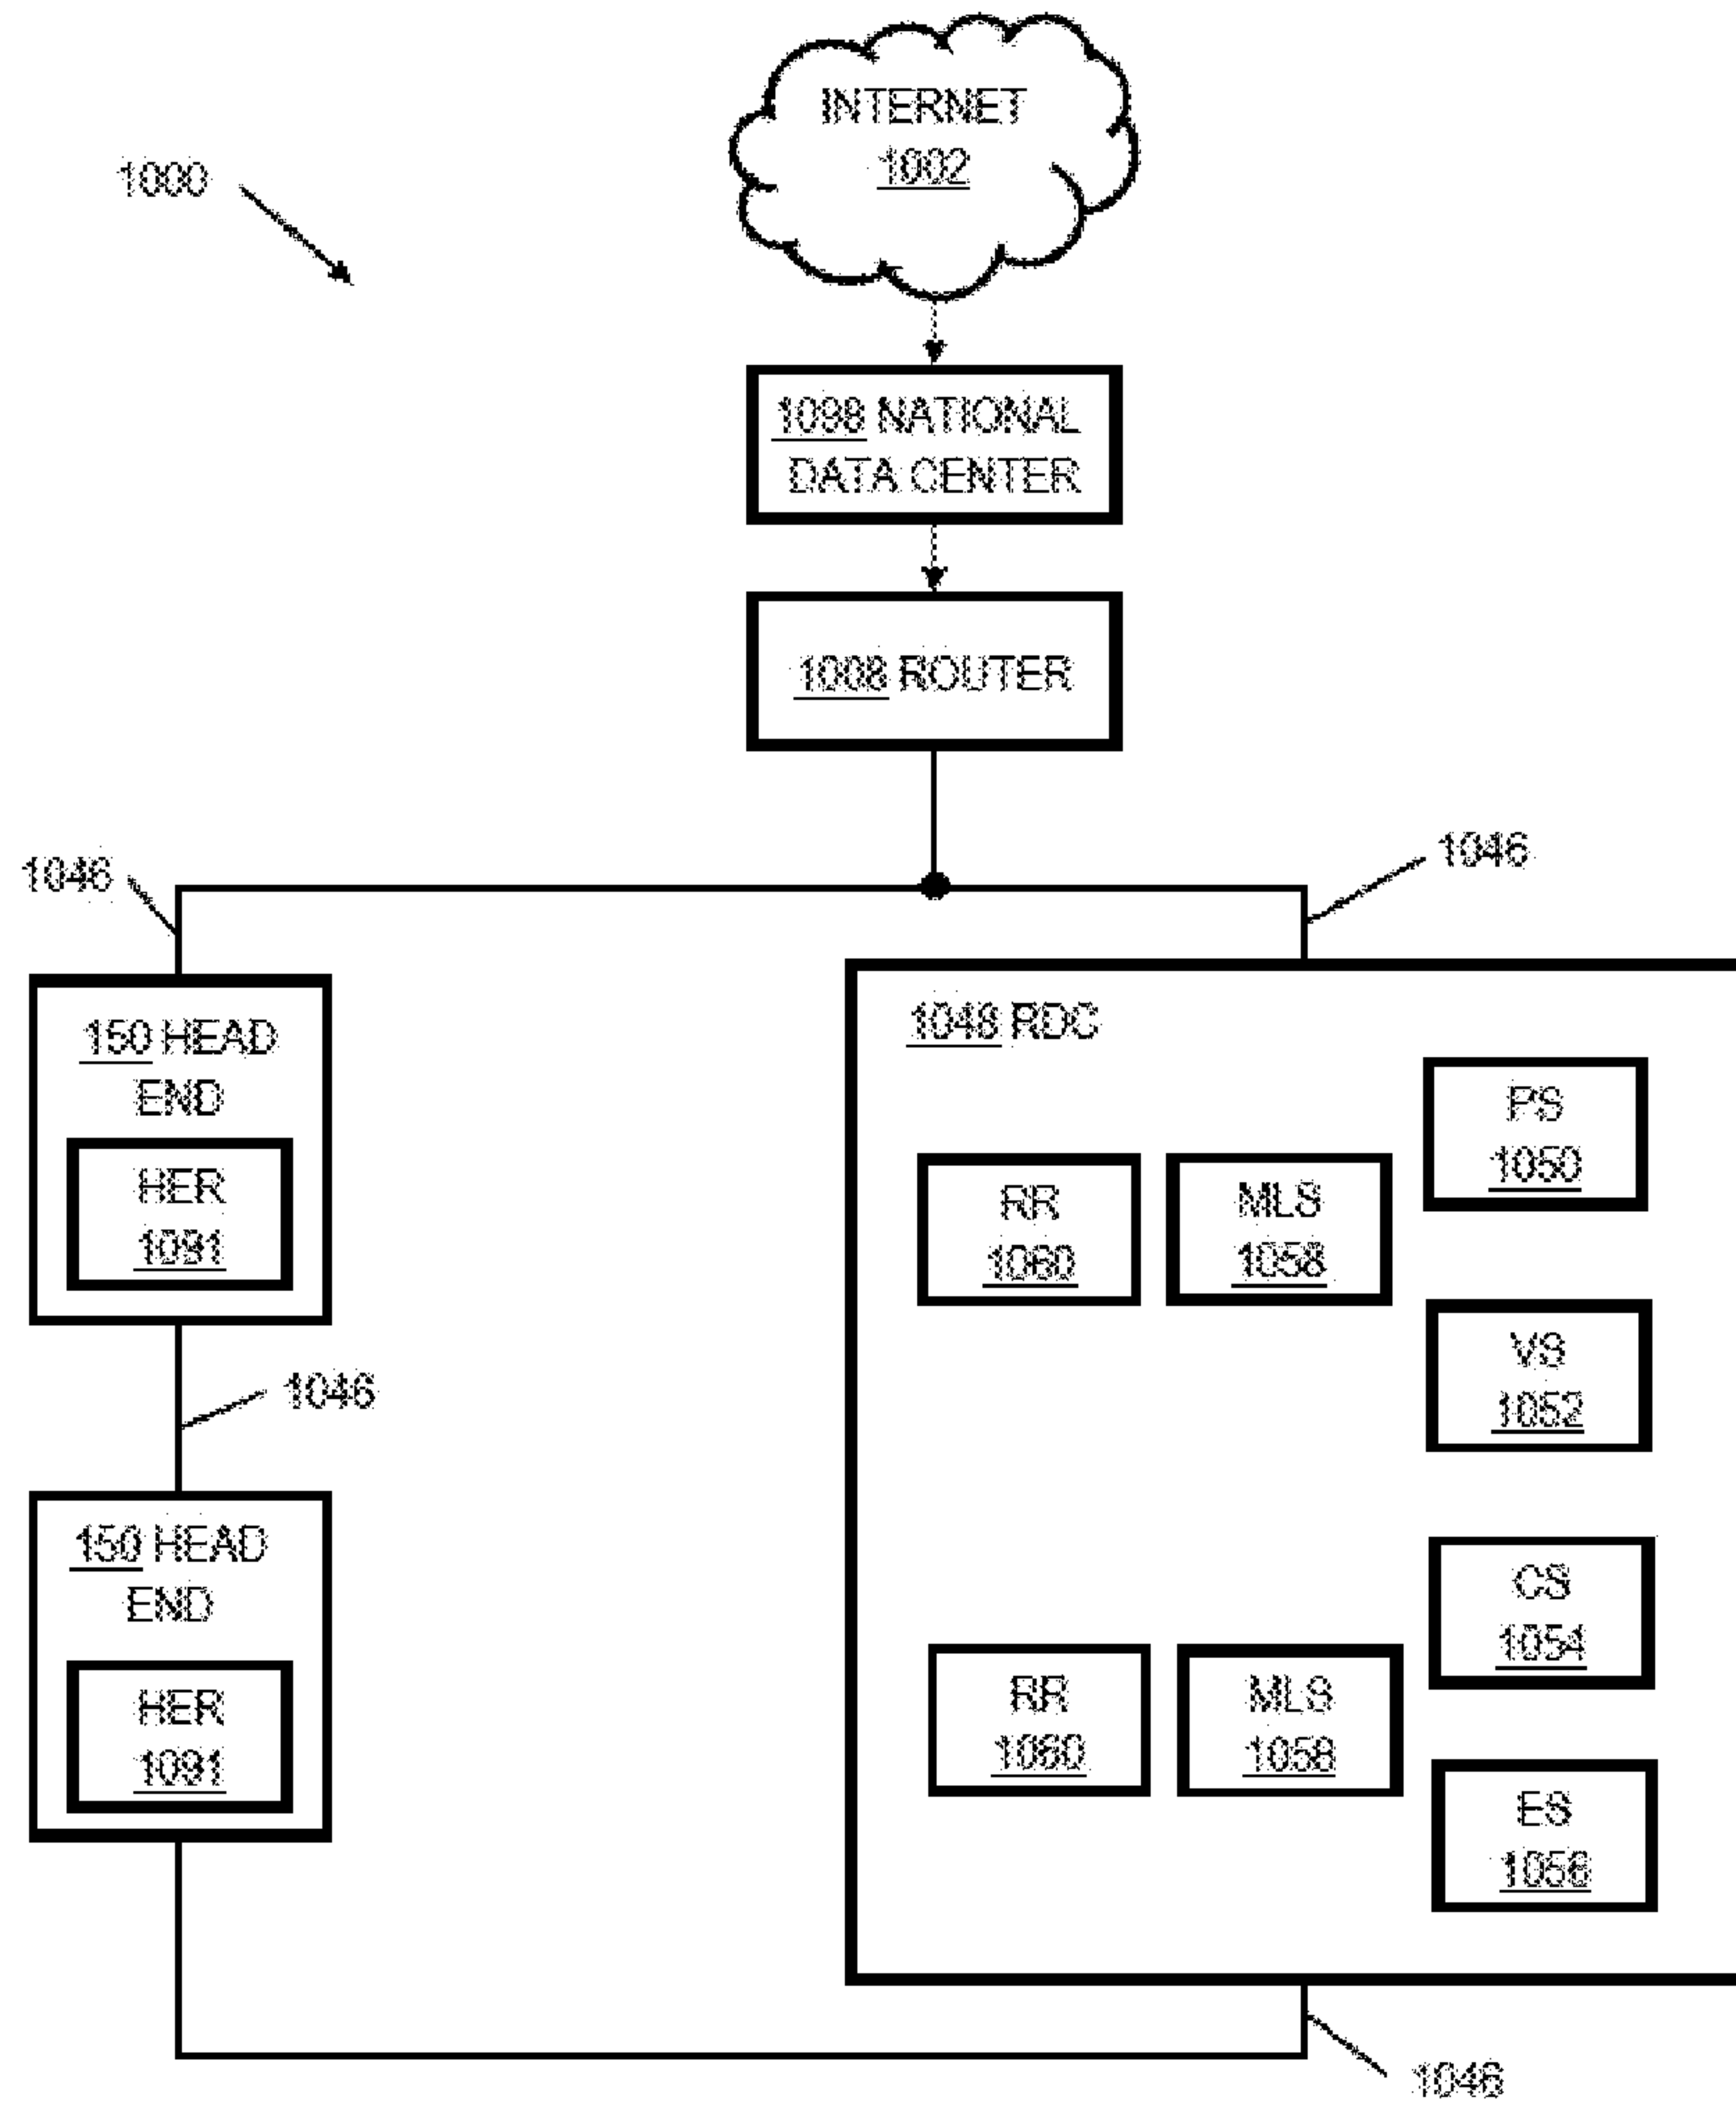 INTERNET
1002
1000
1098 NATIONAL
DATA CENTER
1008 ROUTER
1046
1046
150 HEAD
END
HER
1091
1048 RDC
PS
1050
RR
1060
MLS
1058
VS
1052
1046
150 HEAD
END
HER
1091
CS
1054
RR
1060
MLS
1058
ES
1056
1046